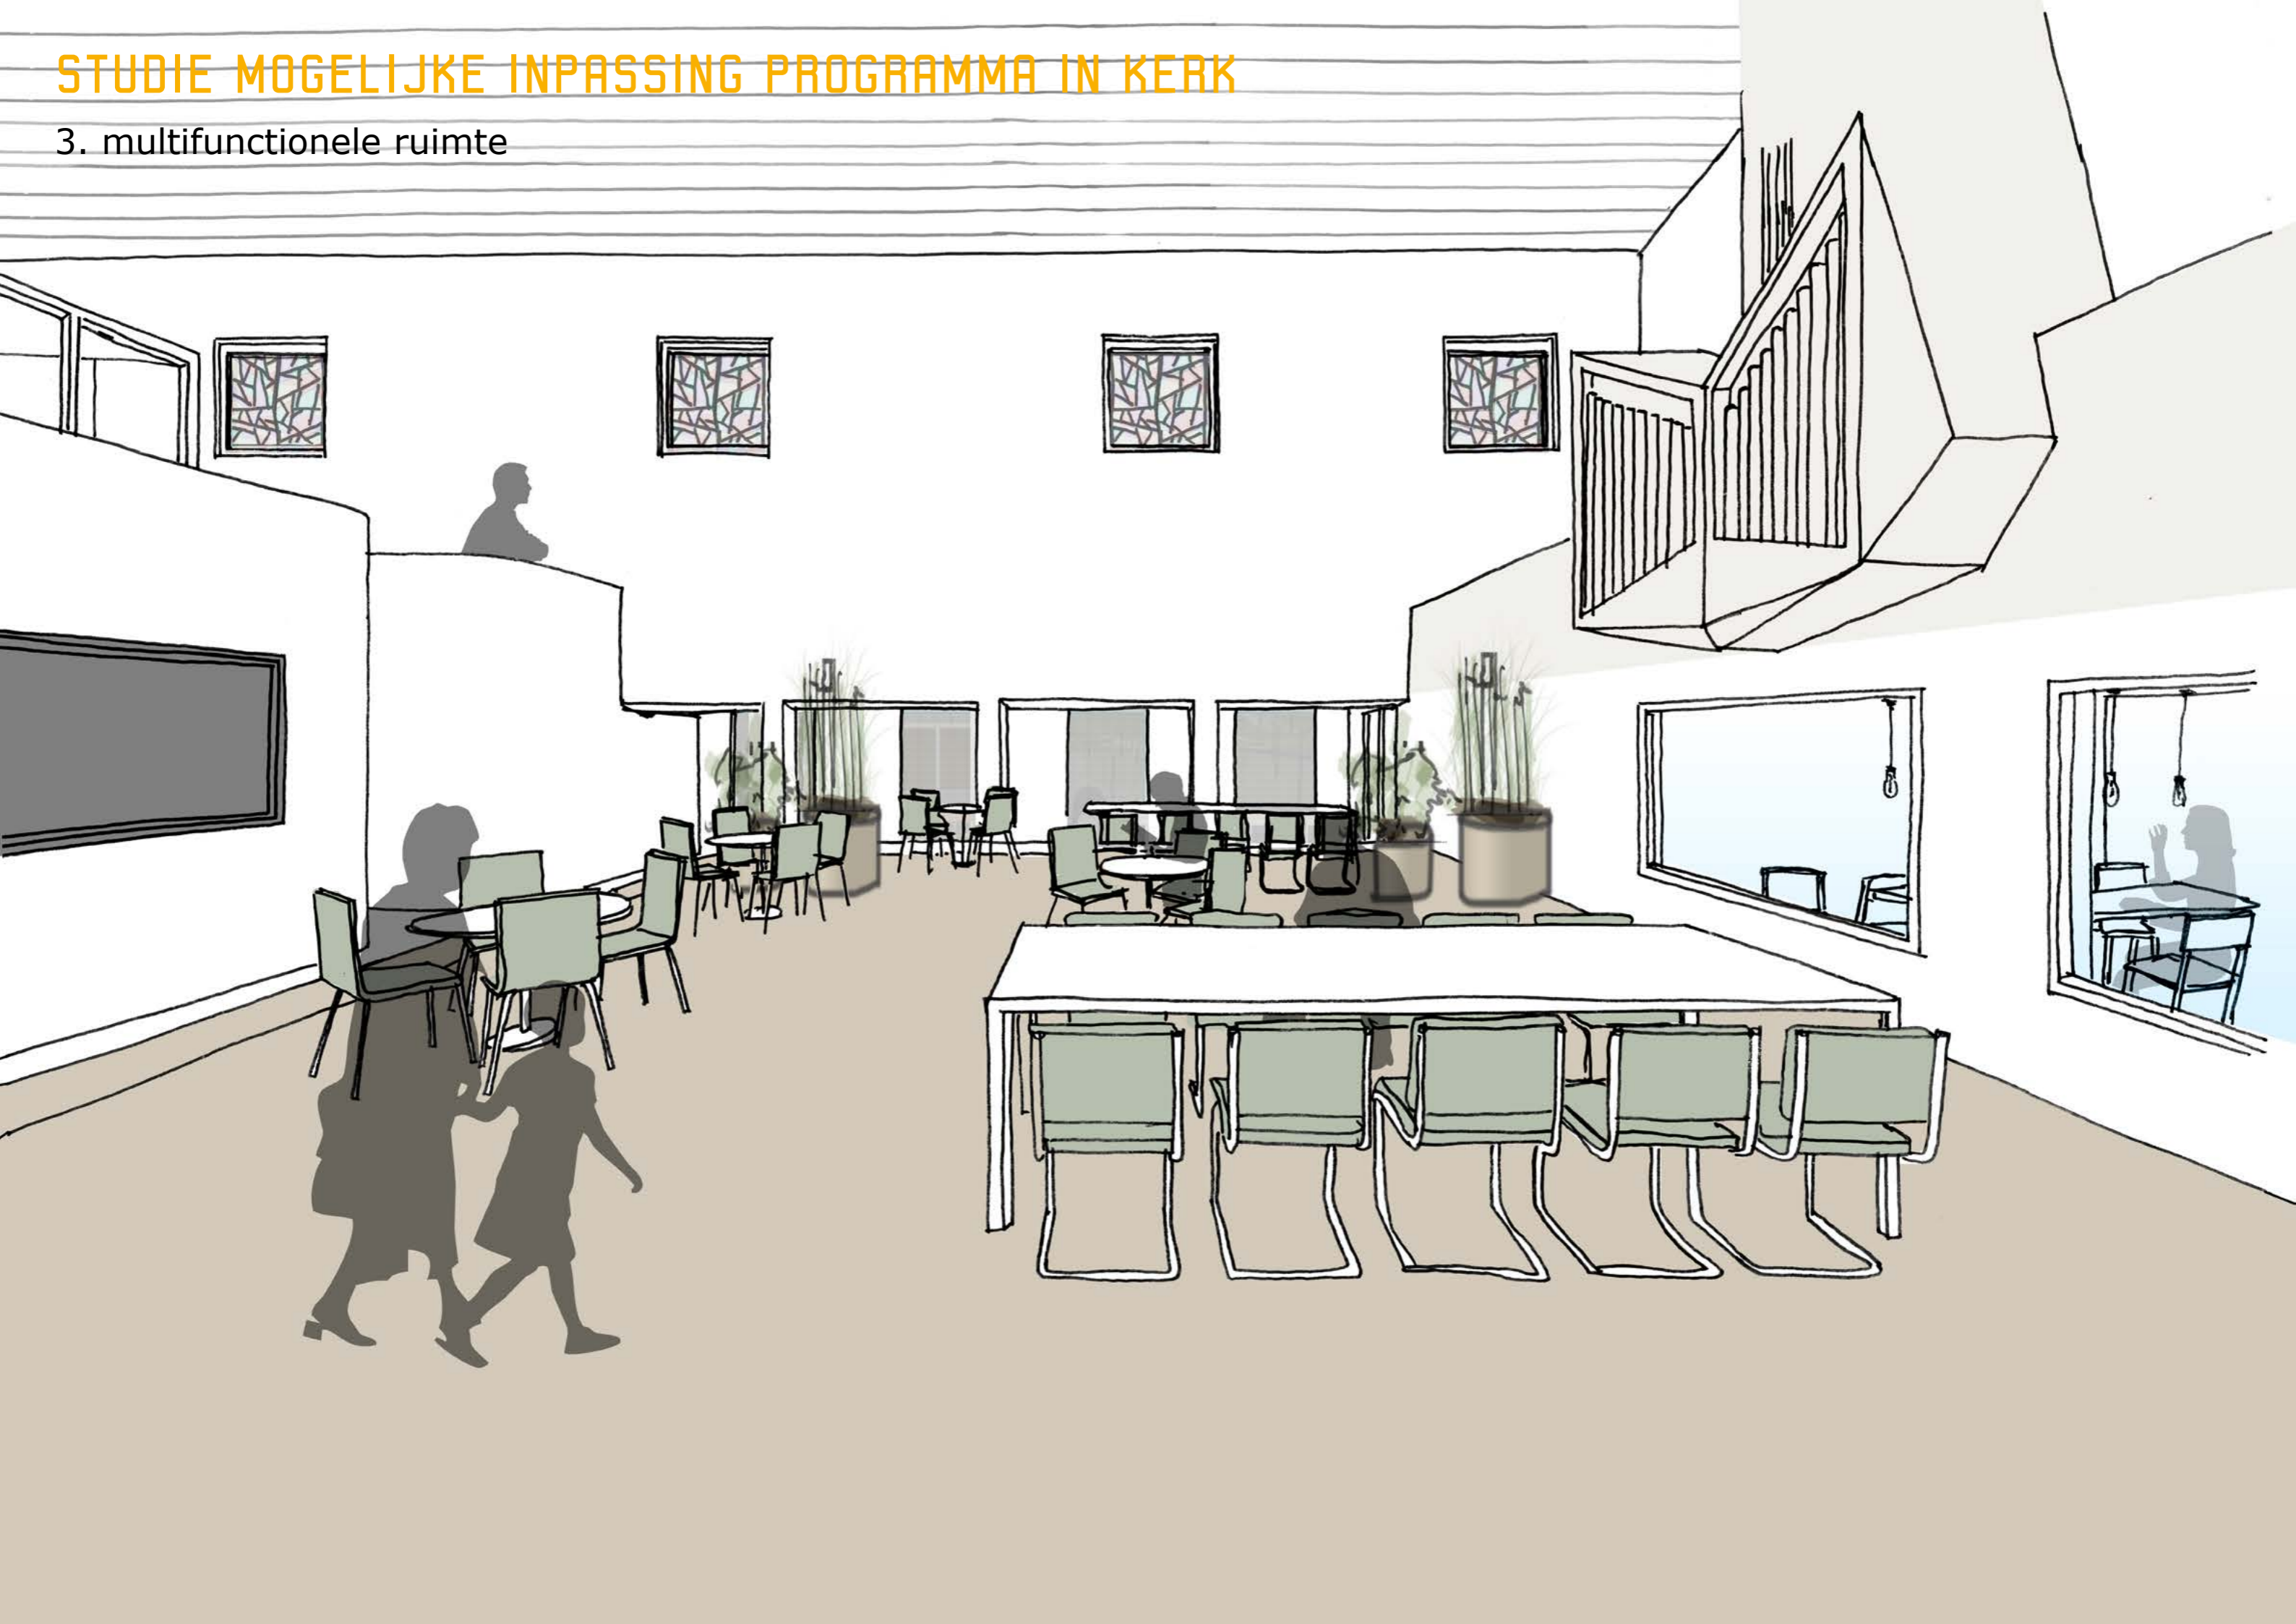 STUDIE MOGELIJKE INPASSING PROGRAMMA IN KERK
3. multifunctionele ruimte